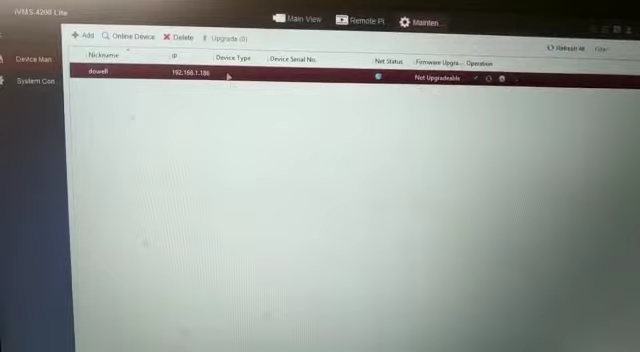 iVMS-4200 Lite
Main View Remote Pl. Mainten...
Add Online Device Delete Upgrade (0)
Refresh All Filter
Nickname IP Device Type Device Serial No. Net Status Firmware Upgra... Operation
dowell 192.168.1.186 Not Upgradeable
Device Man
System Con